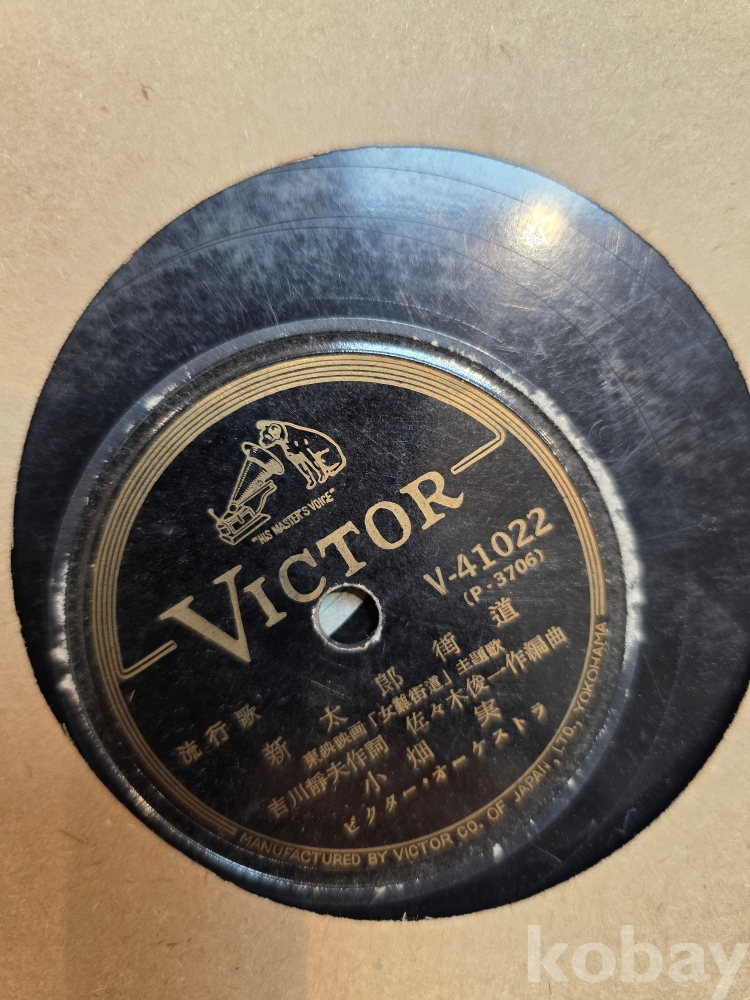 "HIS MASTER'S VOICE"
VICTOR
V-41022
(P・3706)
流行歌
新太郎街道
東映映画「女難街道」主題歌
吉川靜夫作詞 佐々木俊一作編曲
小畑実
ビクター・オーケストラ
MANUFACTURED BY VICTOR CO. OF JAPAN, LTD., YOKOHAMA
kobay